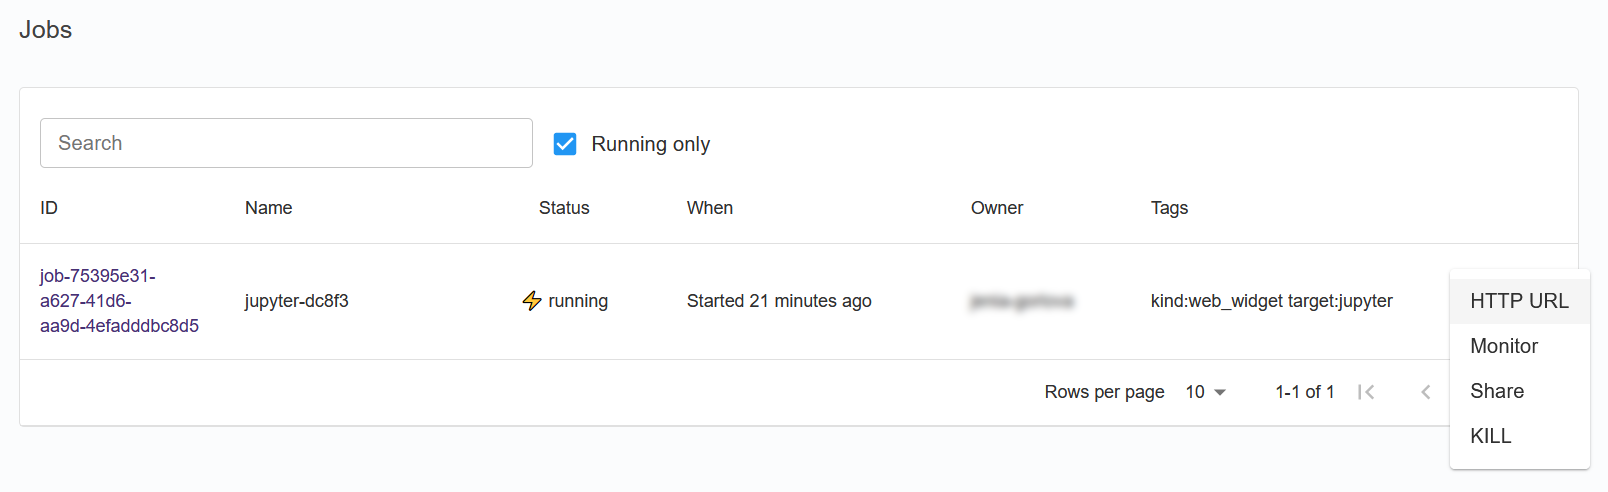 Jobs
Search
Running only
ID Name Status When Owner Tags
job-75395e31-
a627-41d6-
aa9d-4efadddbc8d5
jupyter-dc8f3
running
Started 21 minutes ago
kind:web_widget target:jupyter
HTTP URL
Monitor
Share
KILL
Rows per page 10 1-1 of 1